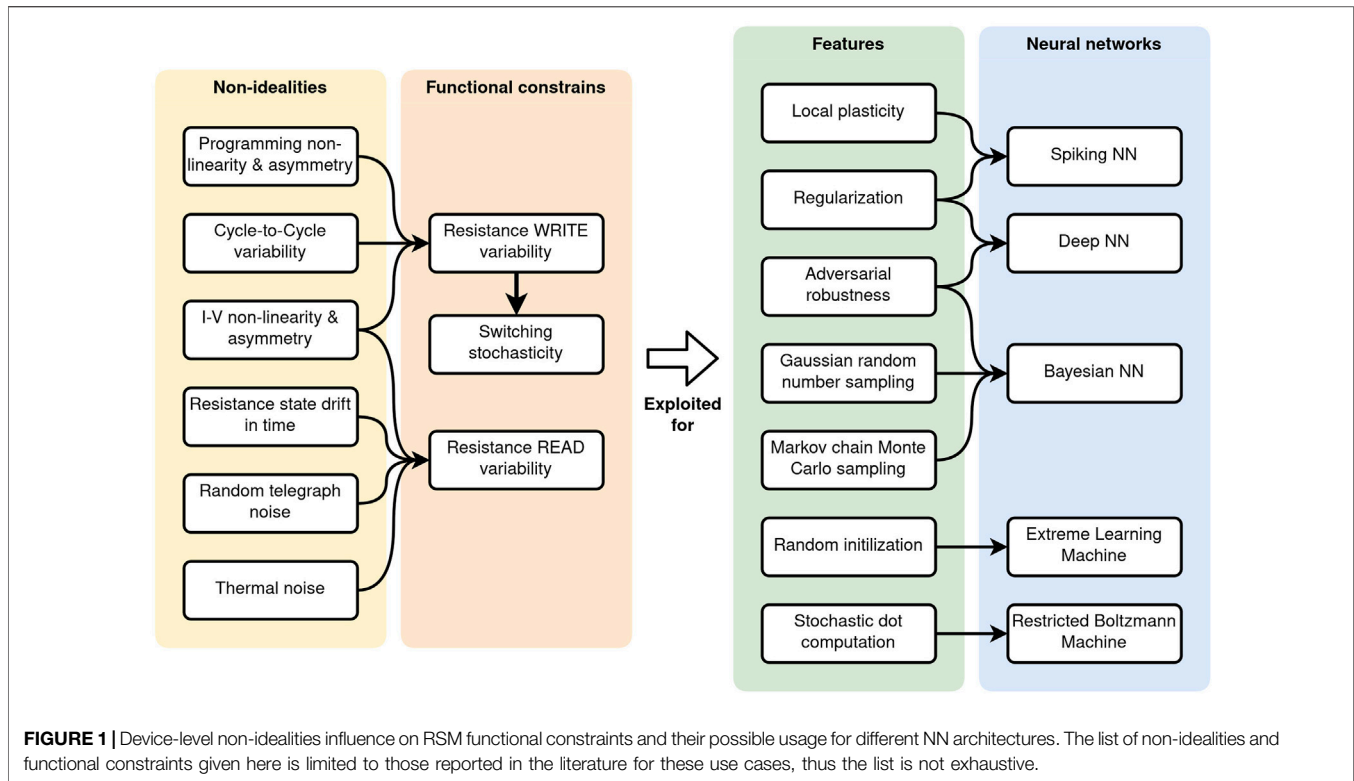 Non-idealities
Programming non-
linearity & asymmetry
Cycle-to-Cycle
variability
I-V non-linearity &
asymmetry
Resistance state drift
in time
Random telegraph
noise
Thermal noise
Functional constrains
Resistance WRITE
variability
Switching
stochasticity
Resistance READ
variability
Exploited
for
Features
Local plasticity
Regularization
Adversarial
robustness
Gaussian random
number sampling
Markov chain Monte
Carlo sampling
Random initilization
Stochastic dot
computation
Neural networks
Spiking NN
Deep NN
Bayesian NN
Extreme Learning
Machine
Restricted Boltzmann
Machine
FIGURE 1 | Device-level non-idealities influence on RSM functional constraints and their possible usage for different NN architectures. The list of non-idealities and
functional constraints given here is limited to those reported in the literature for these use cases, thus the list is not exhaustive.